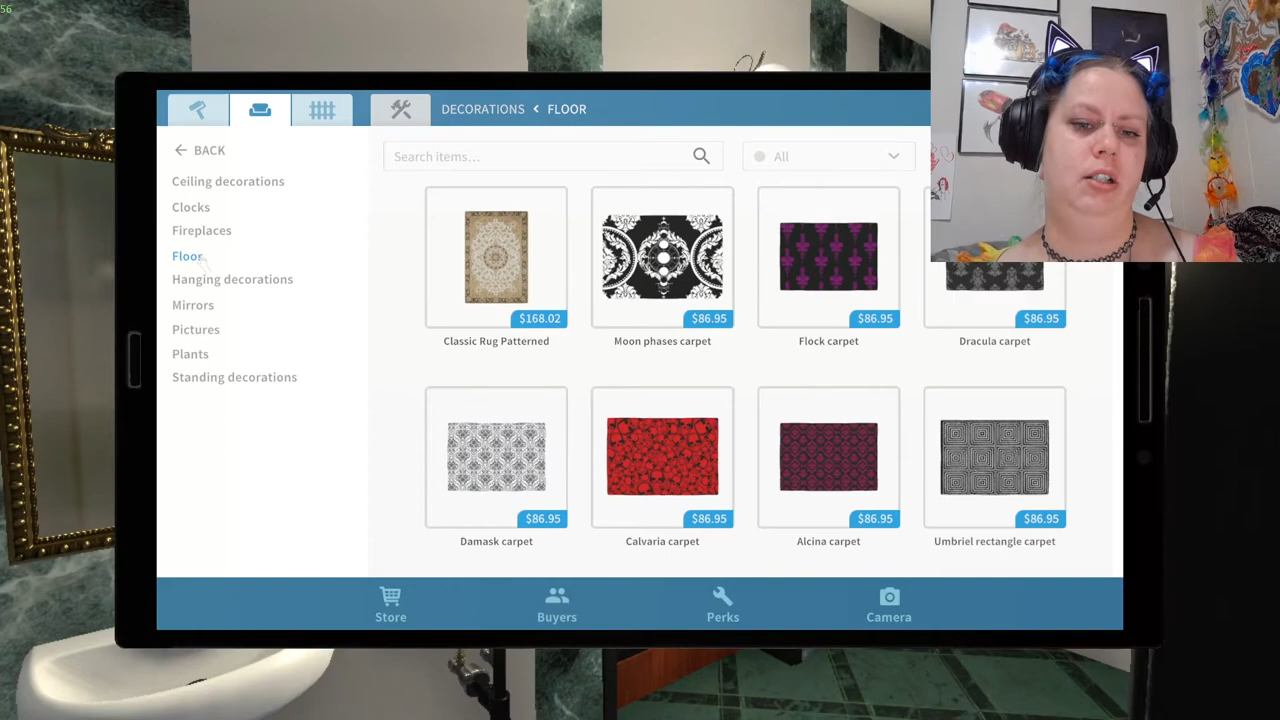 56
DECORATIONS < FLOOR
BACK
Search items...
All
Ceiling decorations
Clocks
Fireplaces
Floor
Hanging decorations
Mirrors
Pictures
Plants
Standing decorations
$168.02
$86.95
$86.95
$86.95
Classic Rug Patterned
Moon phases carpet
Flock carpet
Dracula carpet
$86.95
$86.95
$86.95
$86.95
Damask carpet
Calvaria carpet
Alcina carpet
Umbriel rectangle carpet
Store
Buyers
Perks
Camera